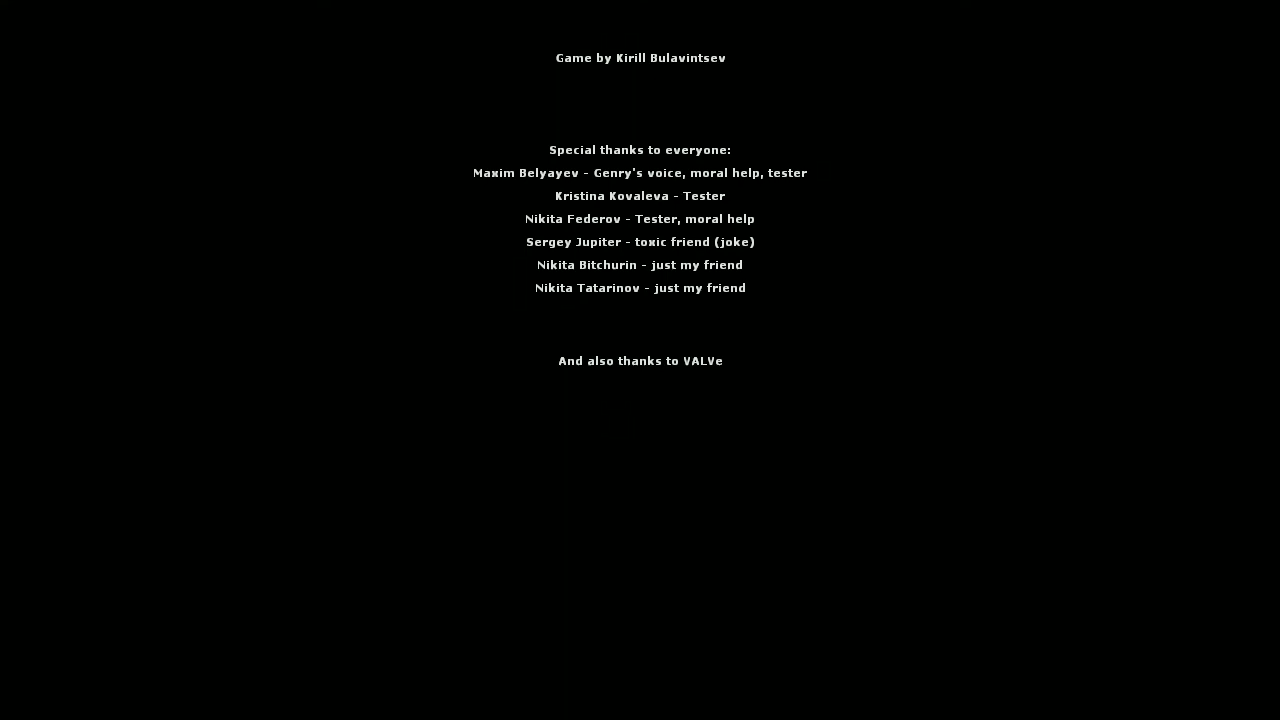 Game by Kirill Bulavintsev
Special thanks to everyone:
Maxim Belyayev - Genry's voice, moral help, tester
Kristina Kovaleva - Tester
Nikita Federov - Tester, moral help
Sergey Jupiter - toxic friend (joke)
Nikita Bitchurin - just my friend
Nikita Tatarinov - just my friend
And also thanks to VALVe